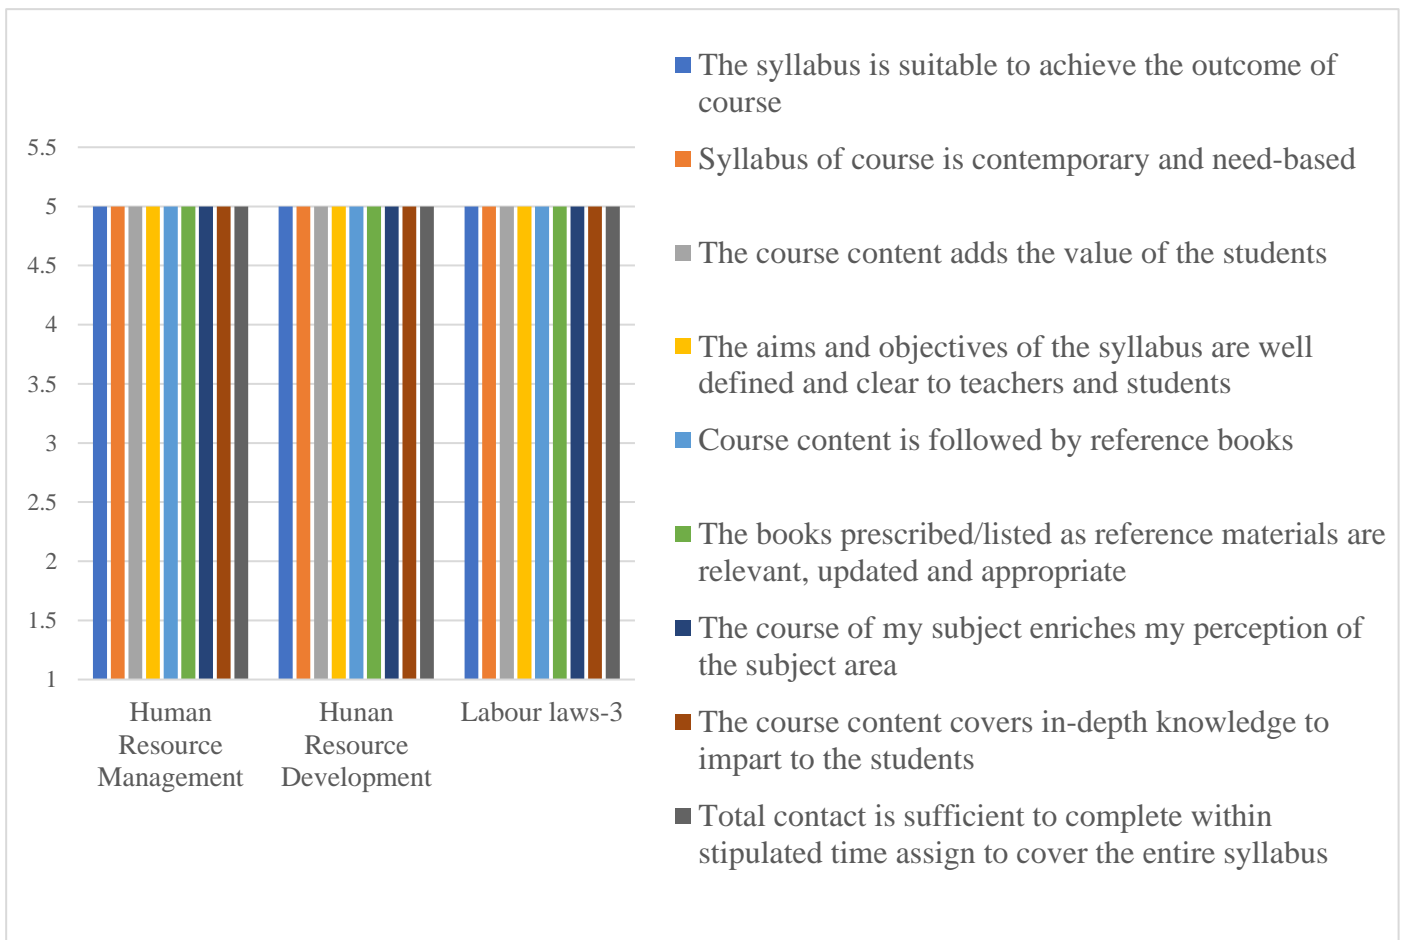 5.5
5
4.5
4
3.5
3
2.5
2
1.5
1
Human
Resource
Management
Hunan
Resource
Development
Labour laws-3
The syllabus is suitable to achieve the outcome of
course
Syllabus of course is contemporary and need-based
The course content adds the value of the students
The aims and objectives of the syllabus are well
defined and clear to teachers and students
Course content is followed by reference books
The books prescribed/listed as reference materials are
relevant, updated and appropriate
The course of my subject enriches my perception of
the subject area
The course content covers in-depth knowledge to
impart to the students
Total contact is sufficient to complete within
stipulated time assign to cover the entire syllabus